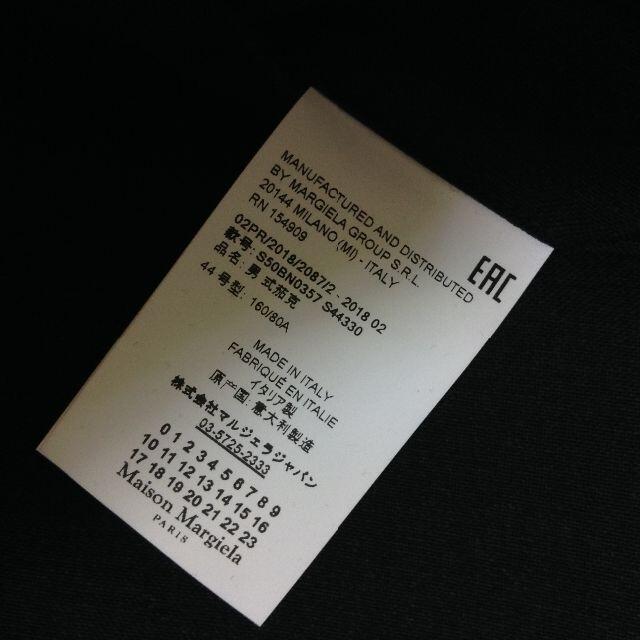 MANUFACTURED AND DISTRIBUTED
BY MARGIELA GROUP S.R.L.
20144 MILANO (MI) - ITALY
RN 154909
EAC
02PR/2018/2087/2 2018 02
款号: S50BN0357 S44330
品名: 男式
44 号型: 160/80A
MADE IN ITALY
FABRIQUÉ EN ITALIE
イタリア製
原产国 意大利製造
株式会社マルジェラジャパン
03-5725-2333
0 1 2 3 4 5 6 7 8 9
10 11 12 13 14 15 16
17 18 19 20 21 22 23
Maison Margiela
PARIS